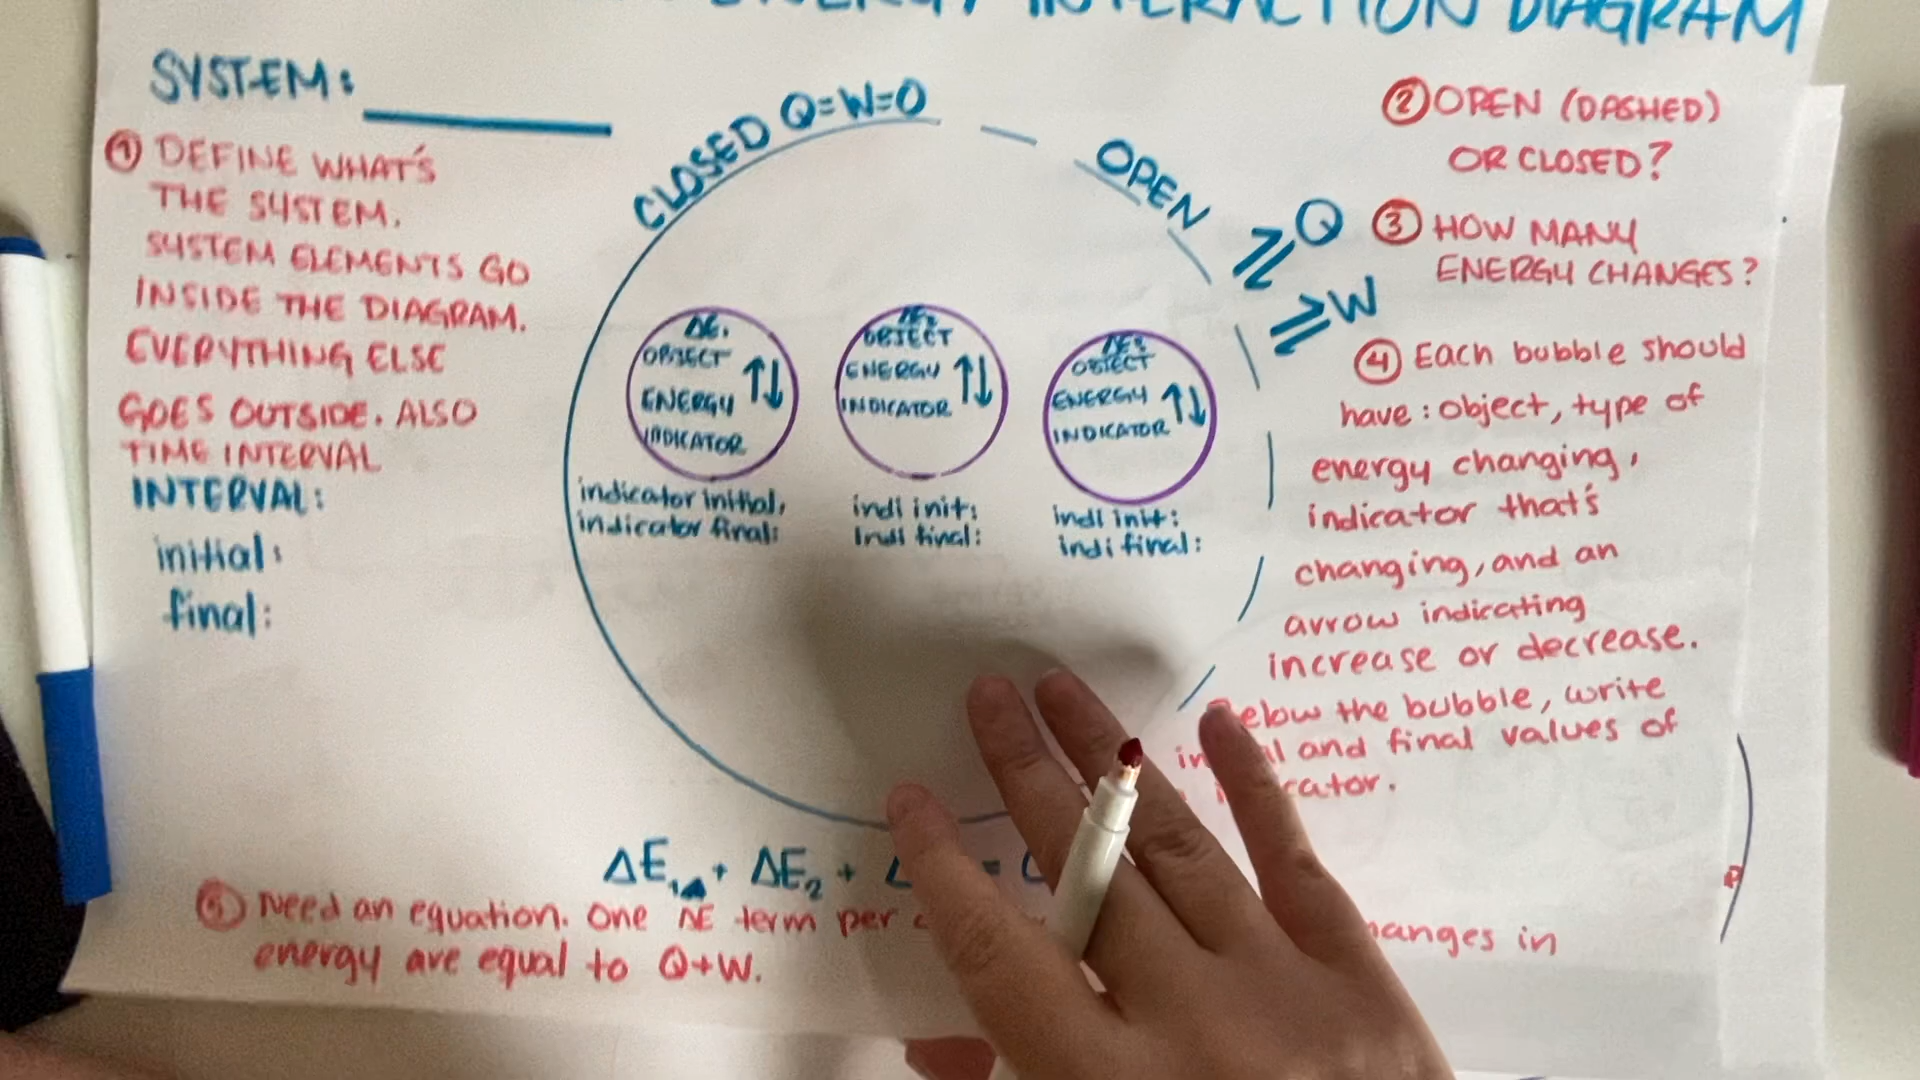 INTERACTION DIAGRAM
SYSTEM:
① DEFINE WHAT'S
THE SYSTEM.
SYSTEM ELEMENTS GO
INSIDE THE DIAGRAM.
EVERYTHING ELSE
GOES OUTSIDE. ALSO
TIME INTERVAL
INTERVAL:
initial:
final:
CLOSED Q=W=0
OPEN
⇌ Q
⇌ W
ΔE₁
OBJECT
ENERGY ↑↓
INDICATOR
indicator initial:
indicator final:
ΔE₂
OBJECT
ENERGY ↑↓
INDICATOR
indi init:
indi final:
ΔE₃
OBJECT
ENERGY ↑↓
INDICATOR
indi init:
indi final:
② OPEN (DASHED)
OR CLOSED?
③ HOW MANY
ENERGY CHANGES?
④ Each bubble should
have: object, type of
energy changing,
indicator that's
changing, and an
arrow indicating
increase or decrease.
Below the bubble, write
and final values of
ΔE₁ + ΔE₂ + =
⑤ Need an equation. One ΔE term per changes in
energy are equal to Q+W.